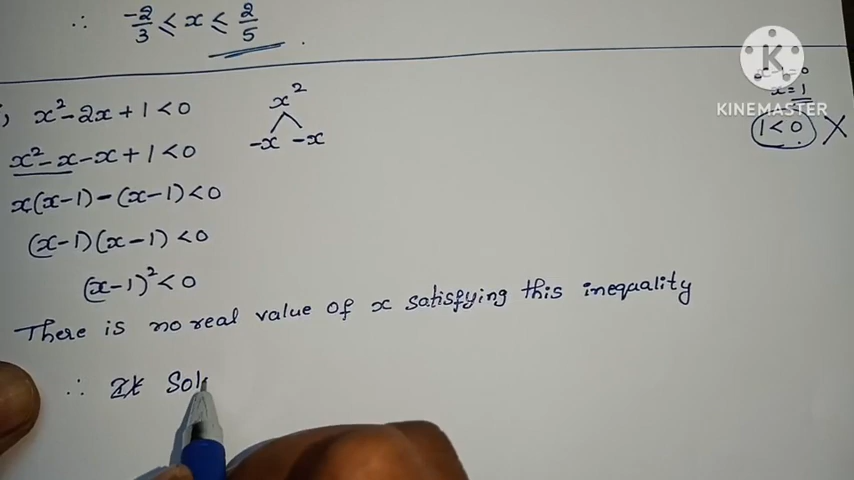 ∴ -2/3 ≤ x ≤ 2/5 .
x² - 2x + 1 < 0
x²
-x -x
x² - x - x + 1 < 0
x(x-1) - (x-1) < 0
(x-1)(x-1) < 0
(x-1)² < 0
There is no real value of x satisfying this inequality
∴ Sol
x = 1
1 < 0 X
K
KINEMASTER